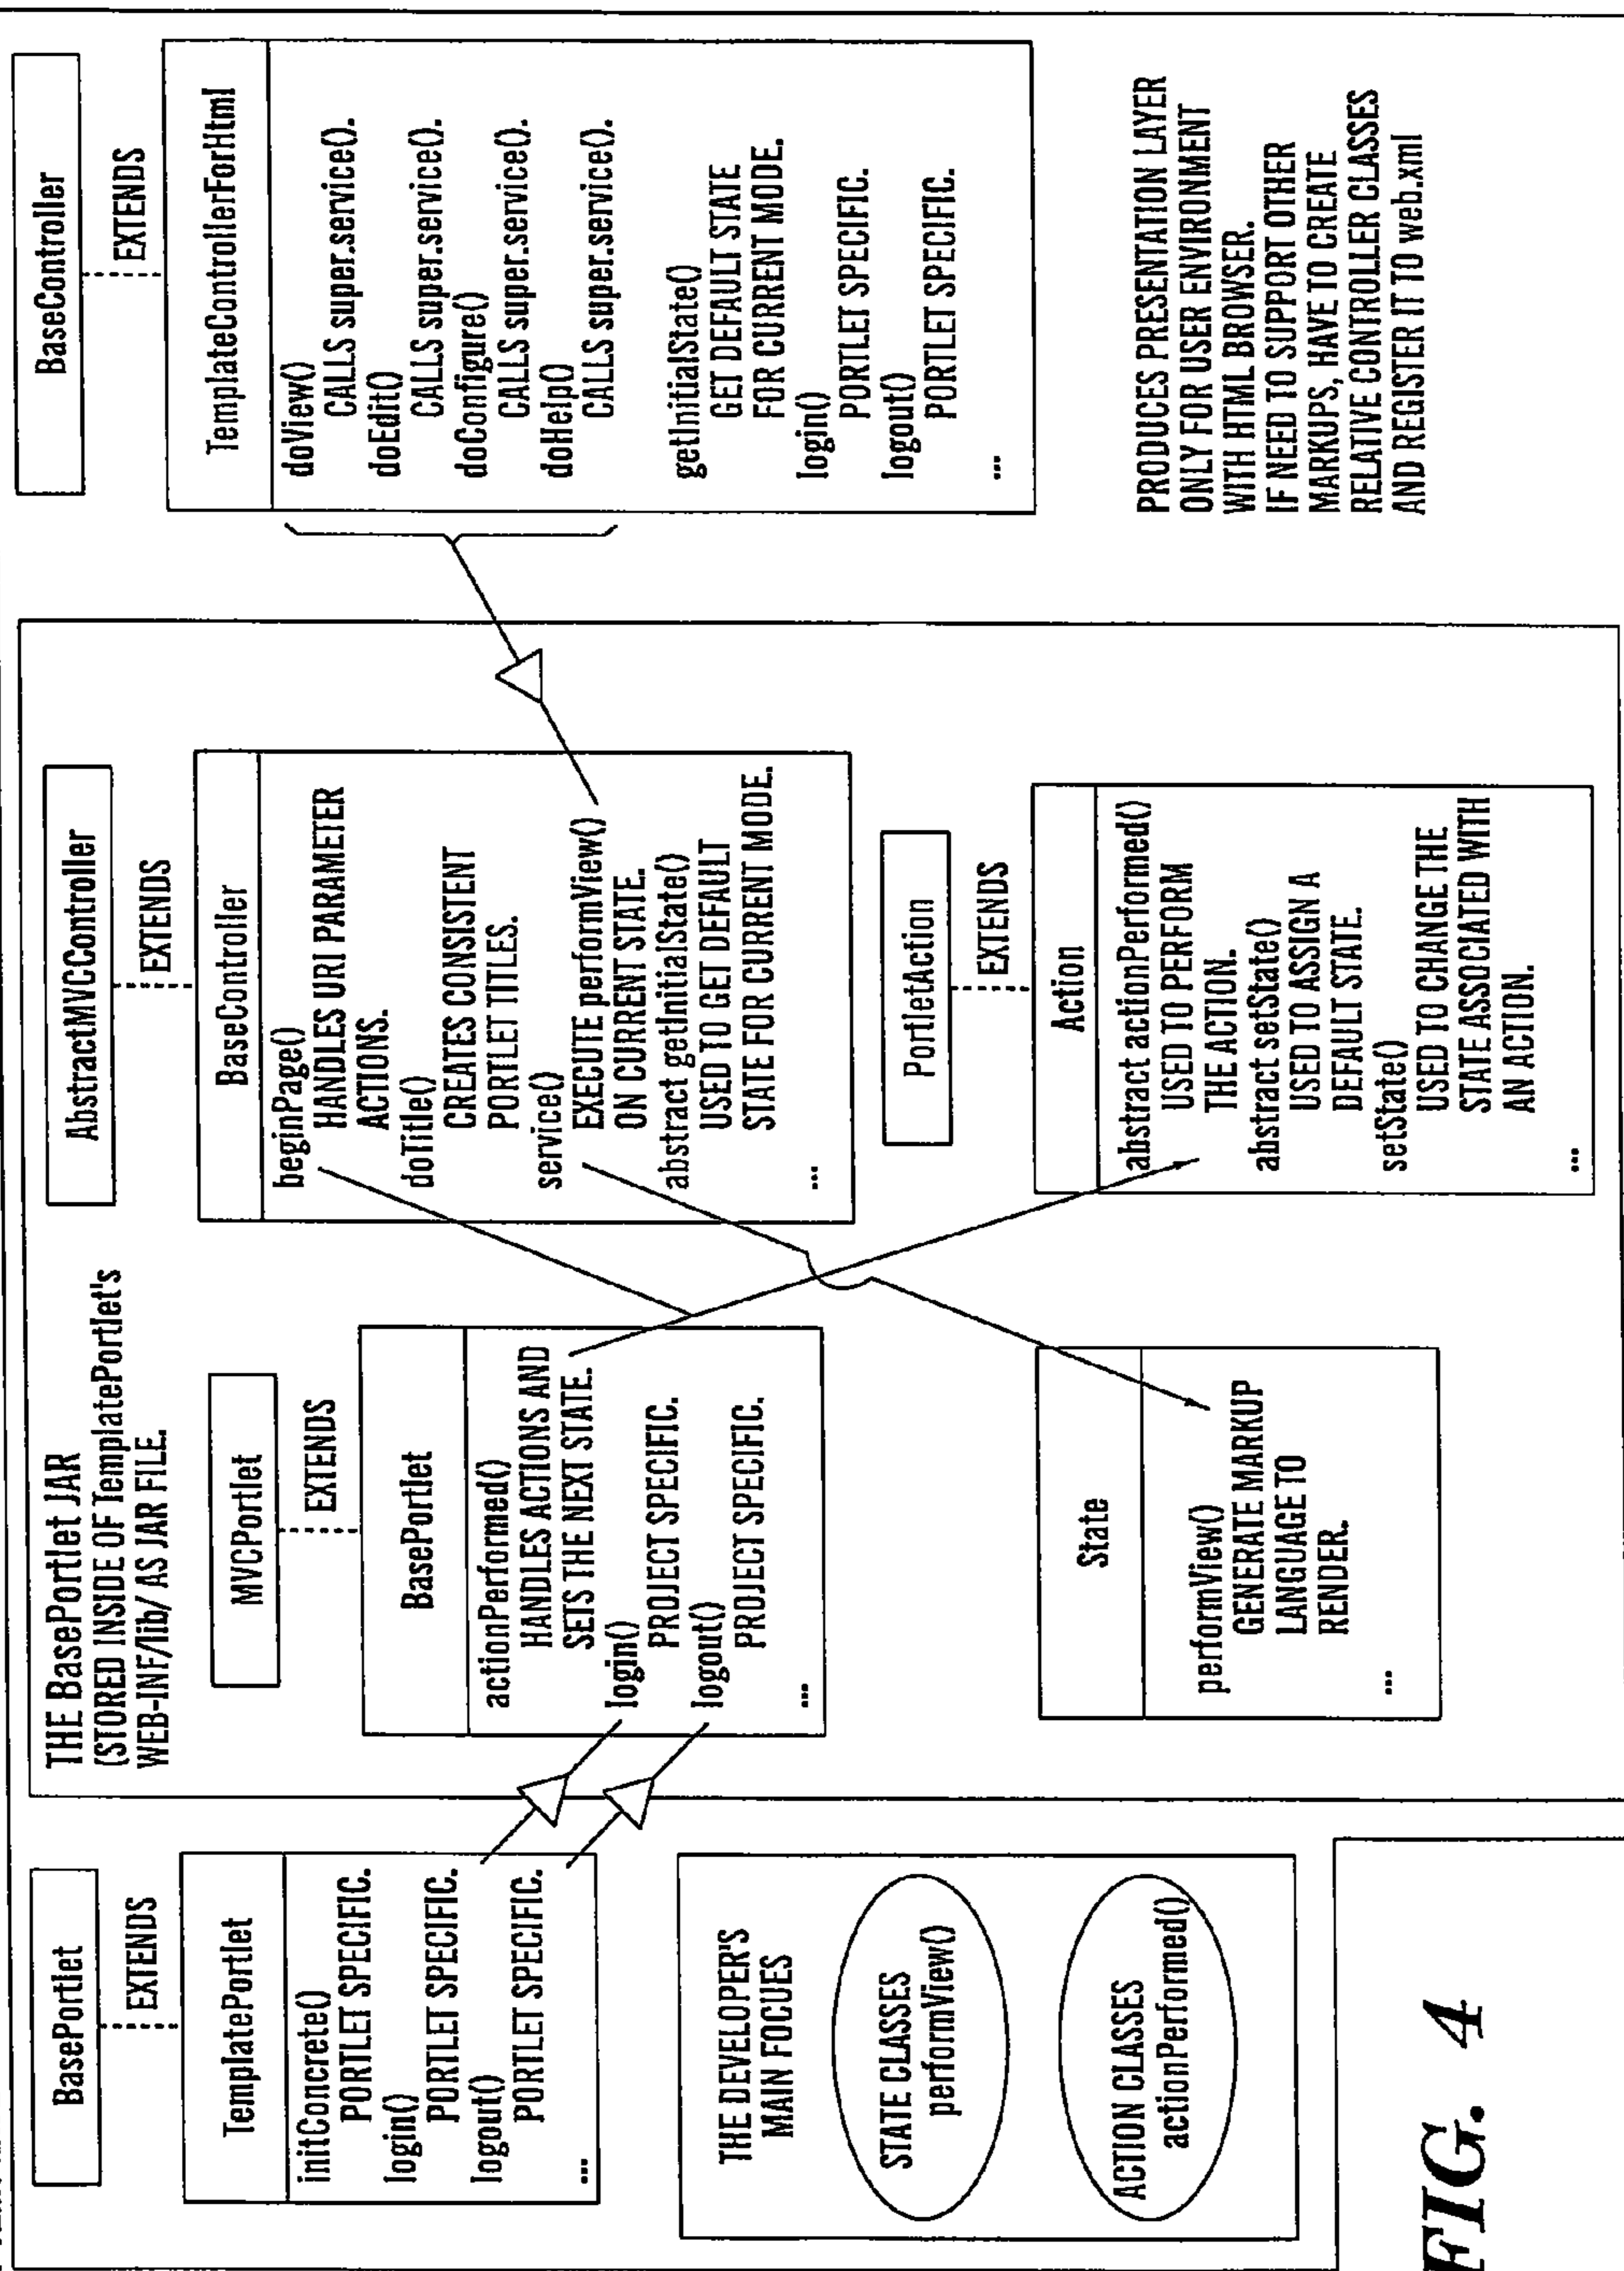 BasePortlet
EXTENDS
TemplatePortlet
initConcrete()
PORTLET SPECIFIC.
login()
PORTLET SPECIFIC.
logout()
PORTLET SPECIFIC.
...
THE DEVELOPER'S
MAIN FOCUES
STATE CLASSES
performView()
ACTION CLASSES
actionPerformed()
THE BasePortlet JAR
(STORED INSIDE OF TemplatePortlet's
WEB-INF/lib/ AS JAR FILE.
MVCPortlet
EXTENDS
BasePortlet
actionPerformed()
HANDLES ACTIONS AND
SETS THE NEXT STATE.
login()
PROJECT SPECIFIC.
logout()
PROJECT SPECIFIC.
...
State
performView()
GENERATE MARKUP
LANGUAGE TO
RENDER.
...
AbstractMVCController
EXTENDS
BaseController
beginPage()
HANDLES URI PARAMETER
ACTIONS.
doTitle()
CREATES CONSISTENT
PORTLET TITLES.
service()
EXECUTE performView()
ON CURRENT STATE.
abstract getInitialState()
USED TO GET DEFAULT
STATE FOR CURRENT MODE.
...
PortletAction
EXTENDS
Action
abstract actionPerformed()
USED TO PERFORM
THE ACTION.
abstract setState()
USED TO ASSIGN A
DEFAULT STATE.
setState()
USED TO CHANGE THE
STATE ASSOCIATED WITH
AN ACTION.
...
BaseController
EXTENDS
TemplateControllerForHtml
doView()
CALLS super.service().
doEdit()
CALLS super.service().
doConfigure()
CALLS super.service().
doHelp()
CALLS super.service().
getInitialState()
GET DEFAULT STATE
FOR CURRENT MODE.
login()
PORTLET SPECIFIC.
logout()
PORTLET SPECIFIC.
...
PRODUCES PRESENTATION LAYER
ONLY FOR USER ENVIRONMENT
WITH HTML BROWSER.
IF NEED TO SUPPORT OTHER
MARKUPS, HAVE TO CREATE
RELATIVE CONTROLLER CLASSES
AND REGISTER IT TO web.xml
FIG. 4